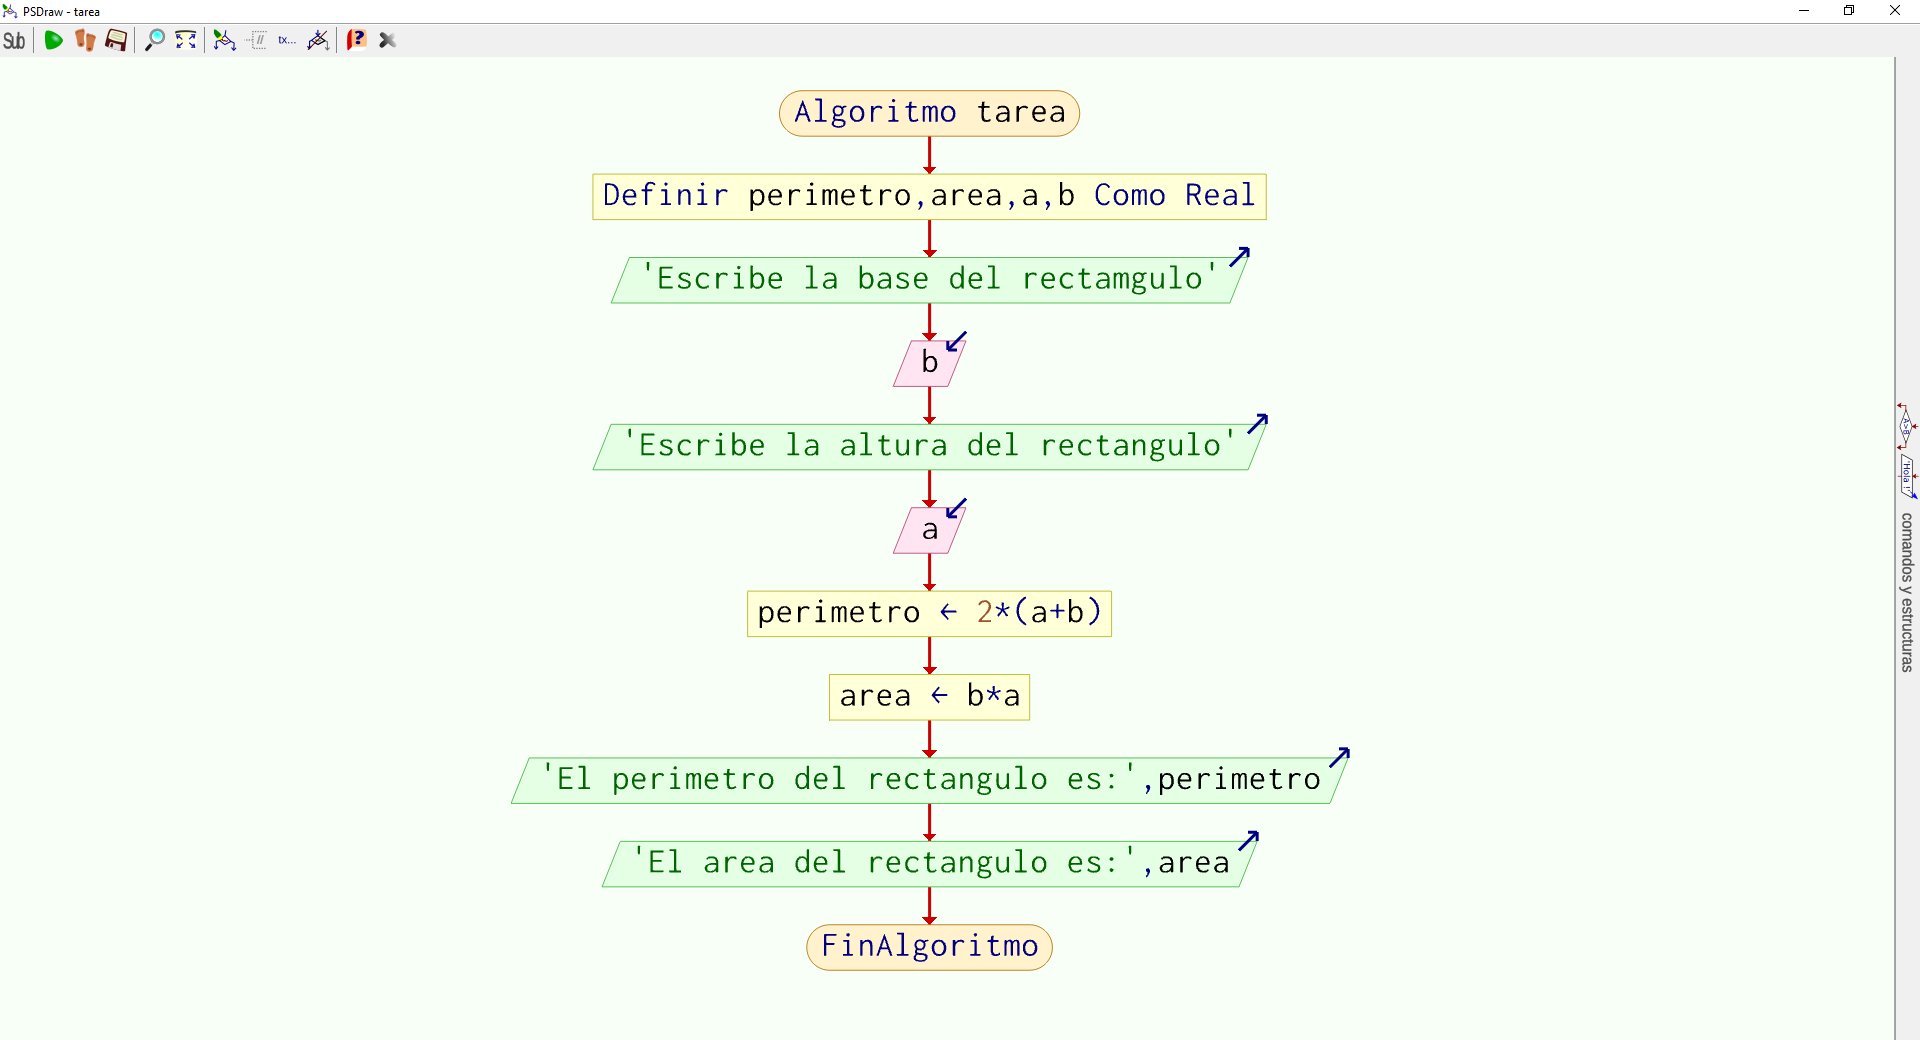 PSDraw - tarea
Sub
tx...
Algoritmo tarea
Definir perimetro,area,a,b Como Real
'Escribe la base del rectamgulo'
b
'Escribe la altura del rectangulo'
a
perimetro ← 2*(a+b)
area ← b*a
'El perimetro del rectangulo es:',perimetro
'El area del rectangulo es:',area
FinAlgoritmo
A>B
'Hola !'
comandos y estructuras